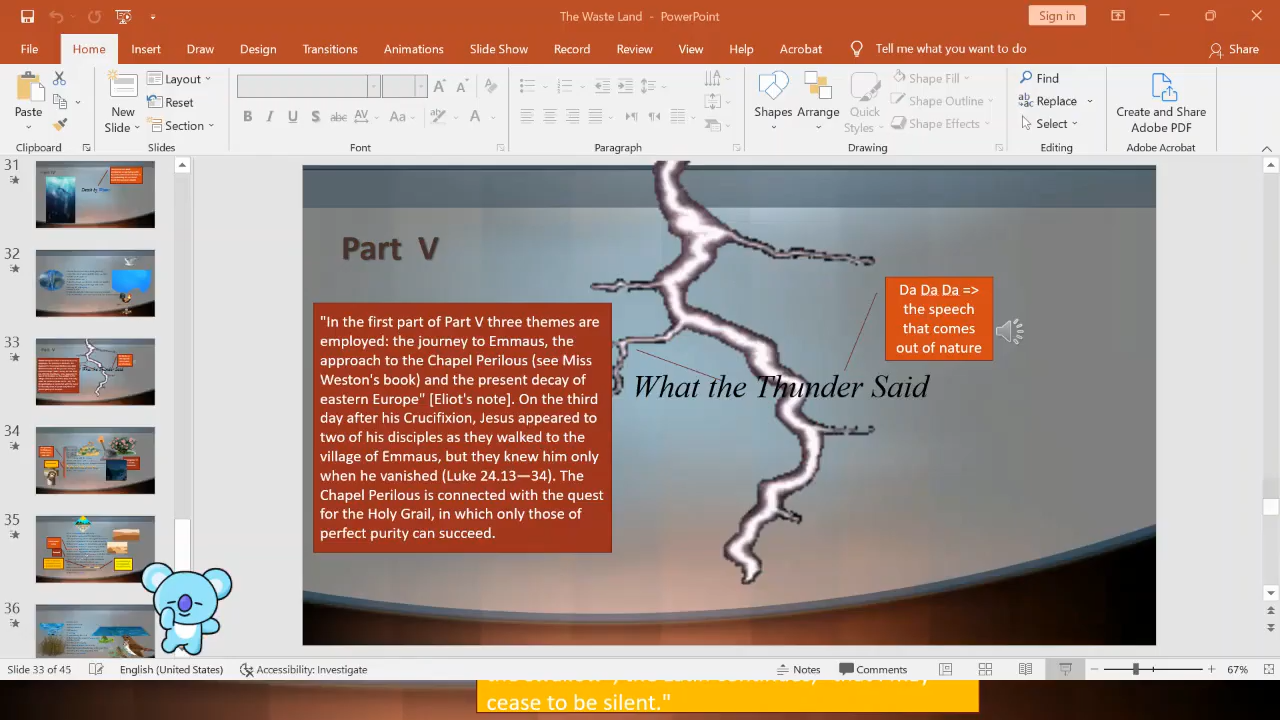 The Waste Land - PowerPoint
Sign in
File Home Insert Draw Design Transitions Animations Slide Show Record Review View Help Acrobat Tell me what you want to do Share
Paste
Clipboard
New
Slide
Layout
Reset
Section
Slides
B I U S abc AV Aa A
Font
Paragraph
Shapes Arrange Quick
Styles
Shape Fill
Shape Outline
Shape Effects
Drawing
Find
Replace
Select
Editing
Create and Share
Adobe PDF
Adobe Acrobat
31
32
33
34
35
36
Part V
"In the first part of Part V three themes are
employed: the journey to Emmaus, the
approach to the Chapel Perilous (see Miss
Weston's book) and the present decay of
eastern Europe" [Eliot's note]. On the third
day after his Crucifixion, Jesus appeared to
two of his disciples as they walked to the
village of Emmaus, but they knew him only
when he vanished (Luke 24.13—34). The
Chapel Perilous is connected with the quest
for the Holy Grail, in which only those of
perfect purity can succeed.
What the Thunder Said
Da Da Da =>
the speech
that comes
out of nature
Slide 33 of 45 English (United States) Accessibility: Investigate Notes Comments 67%
cease to be silent."